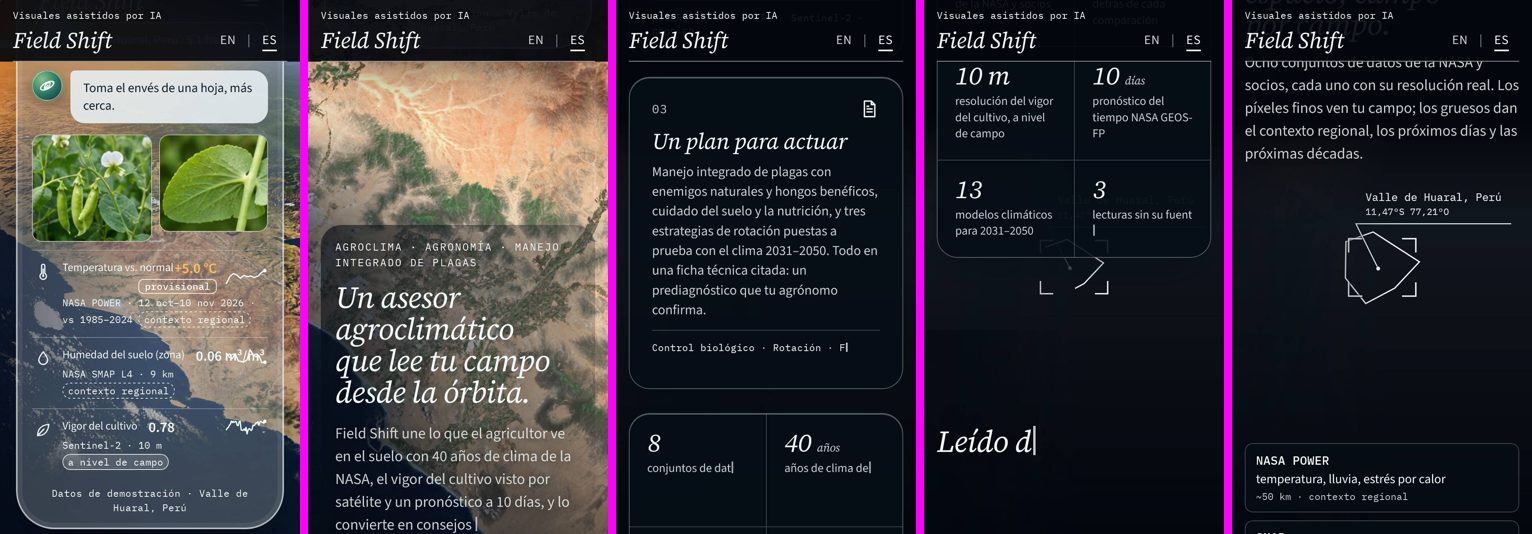 Visuales asistidos por IA
Field Shift
EN | ES
Toma el envés de una hoja, más
cerca.
Temperatura vs. normal +5.0 °C
provisional
NASA POWER · 12 oct–10 nov 2026 ·
vs 1985–2024 contexto regional
Humedad del suelo (zona) 0.06 m³/m³
NASA SMAP L4 · 9 km
contexto regional
Vigor del cultivo 0.78
Sentinel-2 · 10 m
a nivel de campo
Datos de demostración · Valle de
Huaral, Perú
Visuales asistidos por IA
Field Shift
EN | ES
AGROCLIMA · AGRONOMÍA · MANEJO
INTEGRADO DE PLAGAS
Un asesor
agroclimático
que lee tu campo
desde la órbita.
Field Shift une lo que el agricultor ve
en el suelo con 40 años de clima de la
NASA, el vigor del cultivo visto por
satélite y un pronóstico a 10 días, y lo
convierte en consejos
Visuales asistidos por IA
Sentinel-2 ·
Field Shift
EN | ES
03
Un plan para actuar
Manejo integrado de plagas con
enemigos naturales y hongos benéficos,
cuidado del suelo y la nutrición, y tres
estrategias de rotación puestas a
prueba con el clima 2031–2050. Todo en
una ficha técnica citada: un
prediagnóstico que tu agrónomo
confirma.
Control biológico · Rotación · F
8
conjuntos de dat
40 años
años de clima de
Visuales asistidos por IA
de la NASA y socios
detrás de cada
comparación
Field Shift
EN | ES
10 m
resolución del vigor
del cultivo, a nivel
de campo
10 días
pronóstico del
tiempo NASA GEOS-
FP
13
modelos climáticos
para 2031–2050
3
lecturas sin su fuent
Leído d
Visuales asistidos por IA
campo
Field Shift
campo.
EN | ES
Ocho conjuntos de datos de la NASA y
socios, cada uno con su resolución real. Los
píxeles finos ven tu campo; los gruesos dan
el contexto regional, los próximos días y las
próximas décadas.
Valle de Huaral, Perú
11,47°S 77,21°O
NASA POWER
temperatura, lluvia, estrés por calor
~50 km · contexto regional